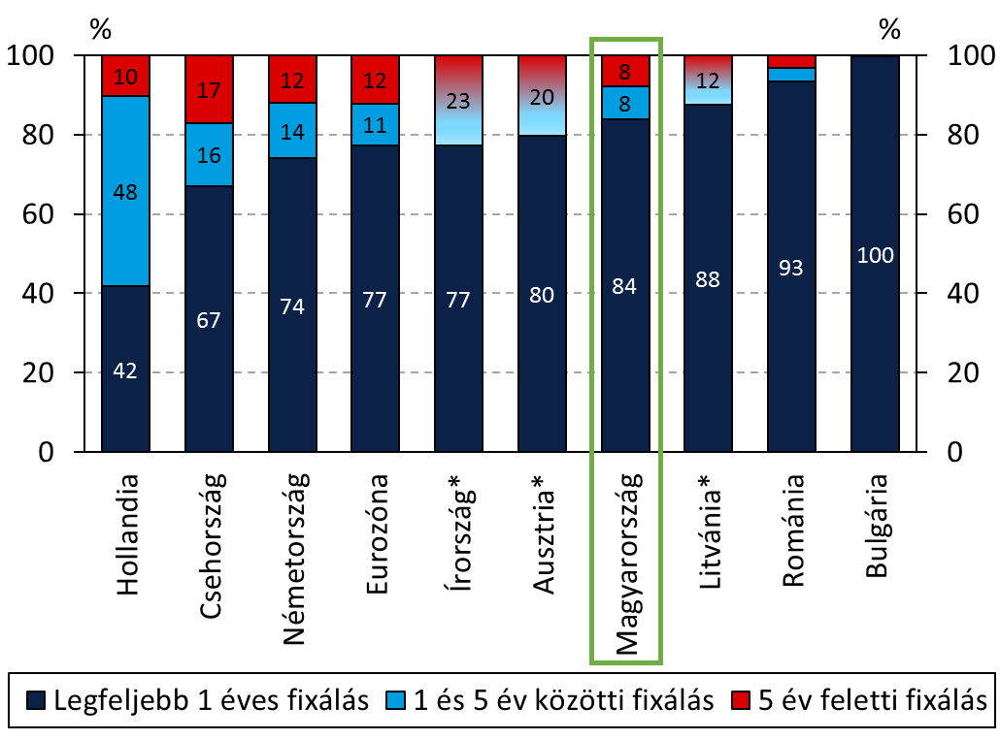 % %
100 10 17 12 12 23 20 8 12 100
80 48 16 14 11 8 80
60 60
40 42 67 74 77 77 80 84 88 93 100 40
20 20
0 0
Hollandia Csehország Németország Eurozóna Írország* Ausztria* Magyarország Litvánia* Románia Bulgária
Legfeljebb 1 éves fixálás 1 és 5 év közötti fixálás 5 év feletti fixálás